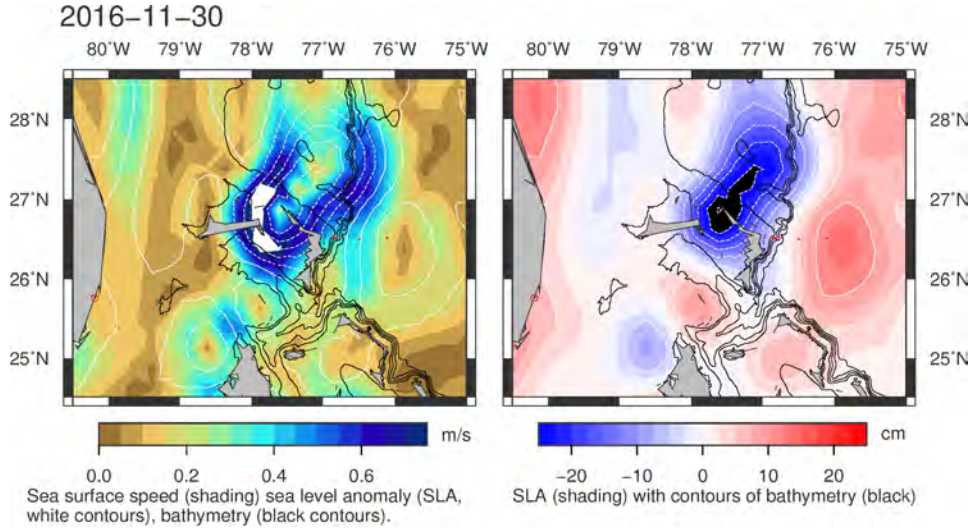 2016−11−30
80°W 79°W 78°W 77°W 76°W 75°W
80°W 79°W 78°W 77°W 76°W 75°W
28°N
27°N
26°N
25°N
28°N
27°N
26°N
25°N
m/s
0.0 0.2 0.4 0.6
Sea surface speed (shading) sea level anomaly (SLA,
white contours), bathymetry (black contours).
cm
−20 −10 0 10 20
SLA (shading) with contours of bathymetry (black)